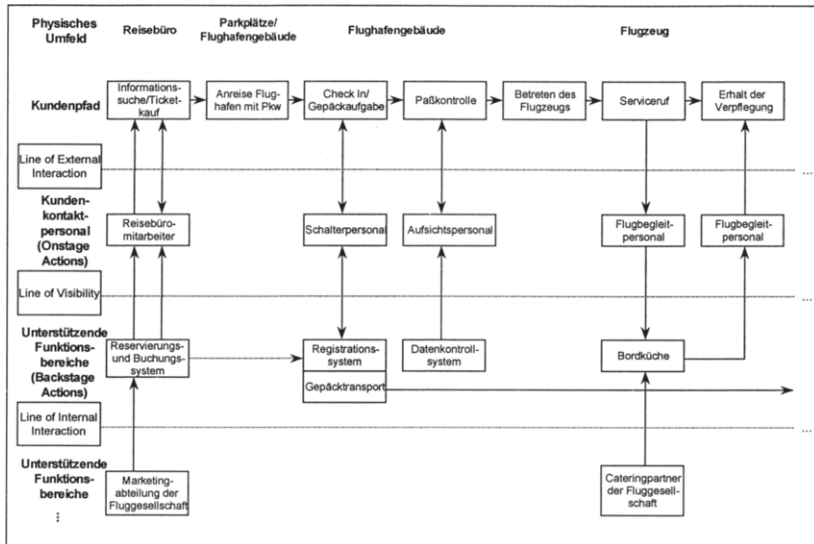 Physisches
Umfeld
Reisebüro
Parkplätze/
Flughafengebäude
Flughafengebäude
Flugzeug
Kundenpfad
Informations-
suche/Ticket-
kauf
Anreise Flug-
hafen mit Pkw
Check In/
Gepäckaufgabe
Paßkontrolle
Betreten des
Flugzeugs
Serviceruf
Erhalt der
Verpflegung
Line of External
Interaction
...
Kunden-
kontakt-
personal
(Onstage
Actions)
Reisebüro-
mitarbeiter
Schalterpersonal
Aufsichtspersonal
Flugbegleit-
personal
Flugbegleit-
personal
Line of Visibility
...
Unterstützende
Funktions-
bereiche
(Backstage
Actions)
Reservierungs-
und Buchungs-
system
Registrations-
system
Gepäcktransport
Datenkontroll-
system
Bordküche
Line of Internal
Interaction
...
Unterstützende
Funktions-
bereiche
⋮
Marketing-
abteilung der
Fluggesellschaft
Cateringpartner
der Fluggesell-
schaft